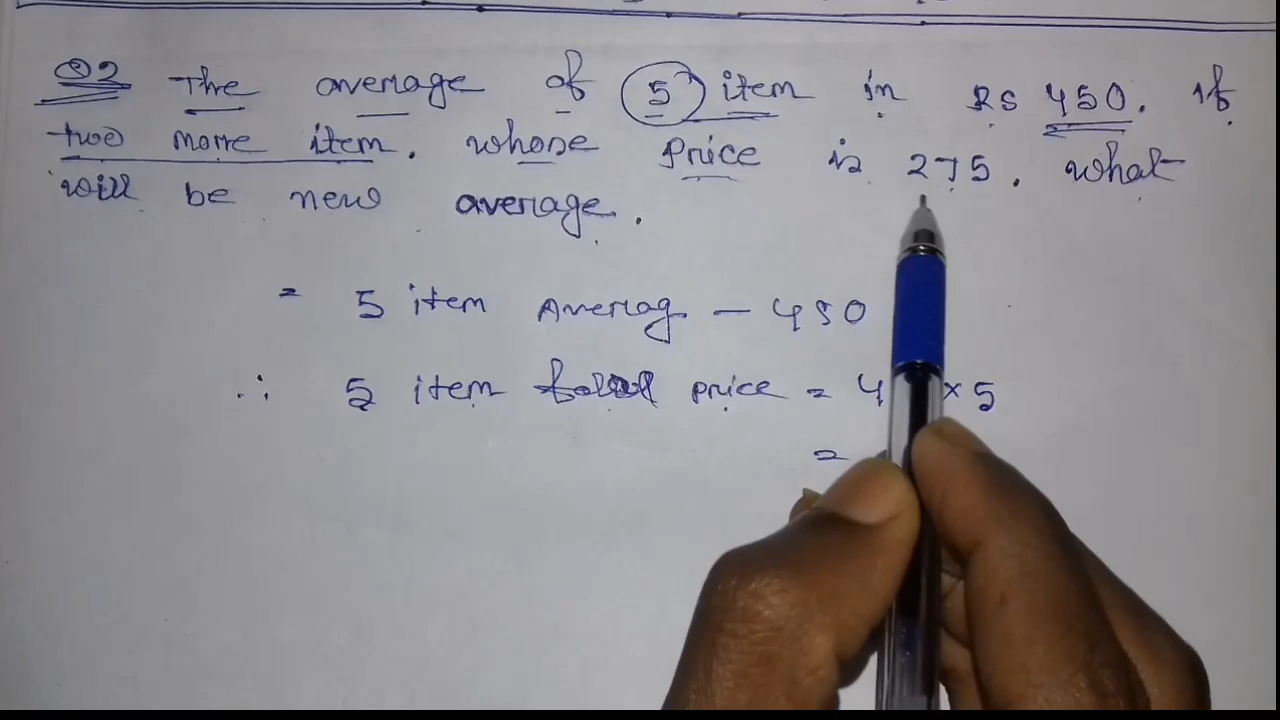 Q2 The average of 5 item in RS 450. if
two more item. whose Price is 275. what
will be new average.
= 5 item Averag - 450
∴ 5 item price = 4 × 5
=